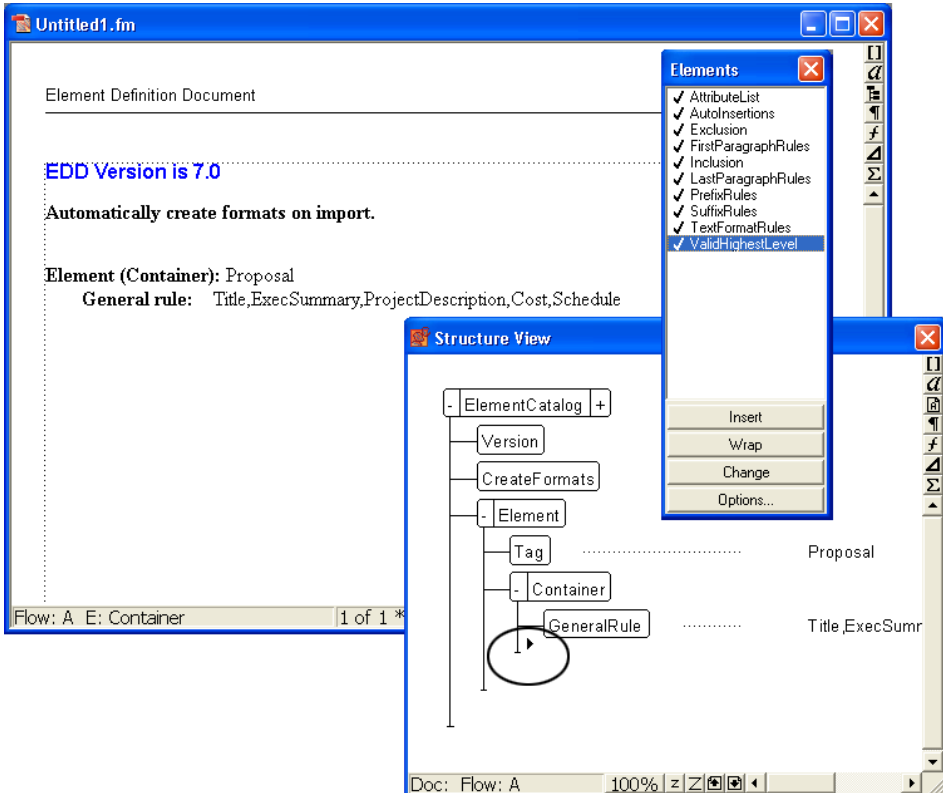 Untitled1.fm
Element Definition Document
EDD Version is 7.0
Automatically create formats on import.
Element (Container): Proposal
General rule: Title,ExecSummary,ProjectDescription,Cost,Schedule
Flow: A E: Container 1 of 1 *
Elements
✓ AttributeList
✓ AutoInsertions
✓ Exclusion
✓ FirstParagraphRules
✓ Inclusion
✓ LastParagraphRules
✓ PrefixRules
✓ SuffixRules
✓ TextFormatRules
✓ ValidHighestLevel
Insert
Wrap
Change
Options...
Structure View
- ElementCatalog +
Version
CreateFormats
- Element
Tag Proposal
- Container
GeneralRule Title,ExecSumm
Doc: Flow: A 100% z Z